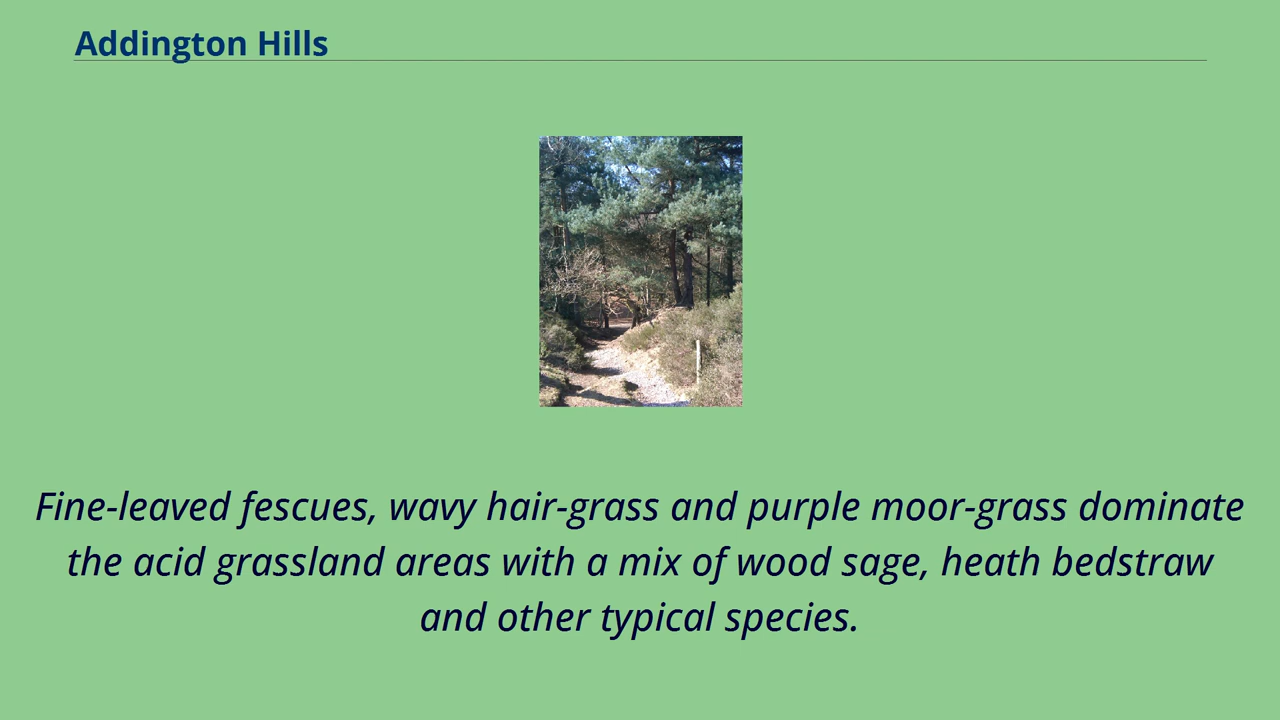 Addington Hills
Fine-leaved fescues, wavy hair-grass and purple moor-grass dominate
the acid grassland areas with a mix of wood sage, heath bedstraw
and other typical species.